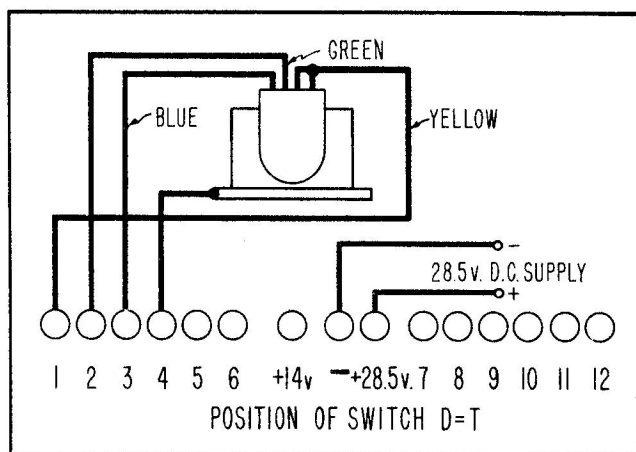 GREEN
BLUE
YELLOW
-
28.5v. D.C. SUPPLY
+
1 2 3 4 5 6 +14v - +28.5v. 7 8 9 10 11 12
POSITION OF SWITCH D=T